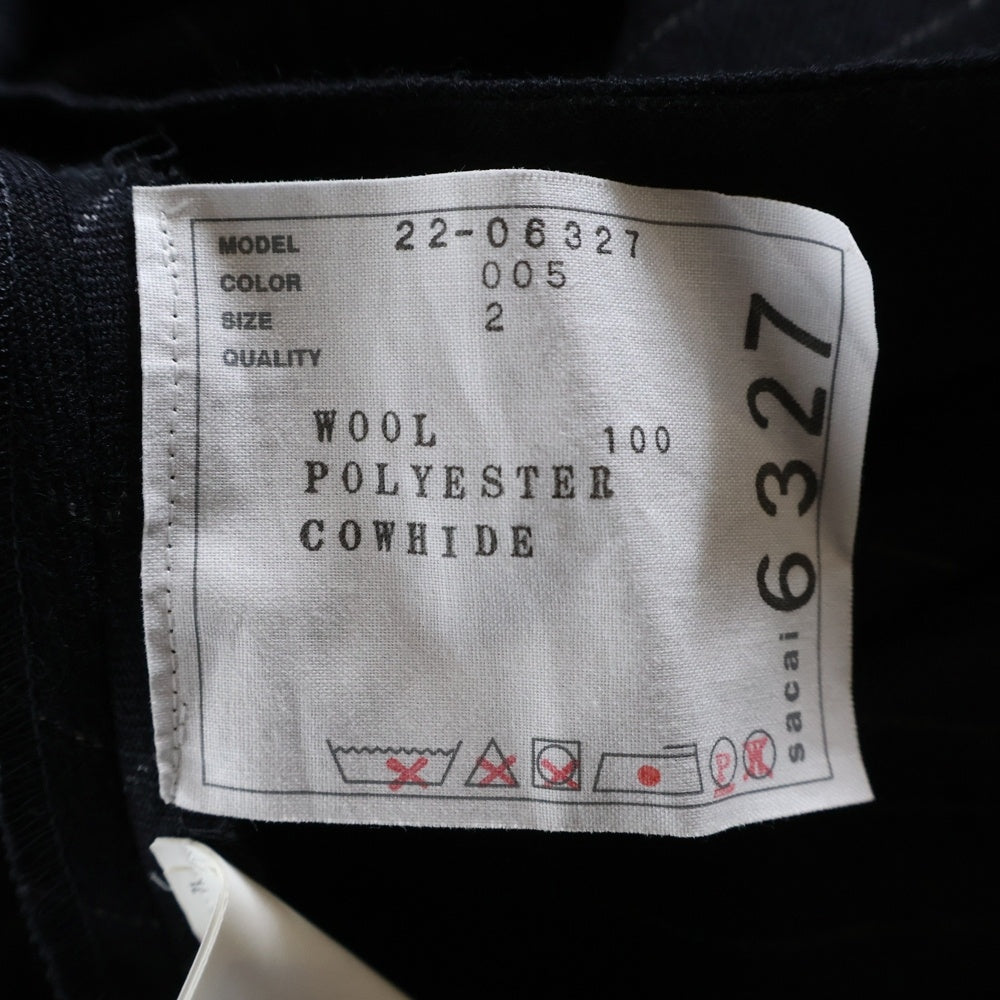 MODEL 22-06327
COLOR 005
SIZE 2
QUALITY
WOOL 100
POLYESTER
COWHIDE
P W
sacai 6327